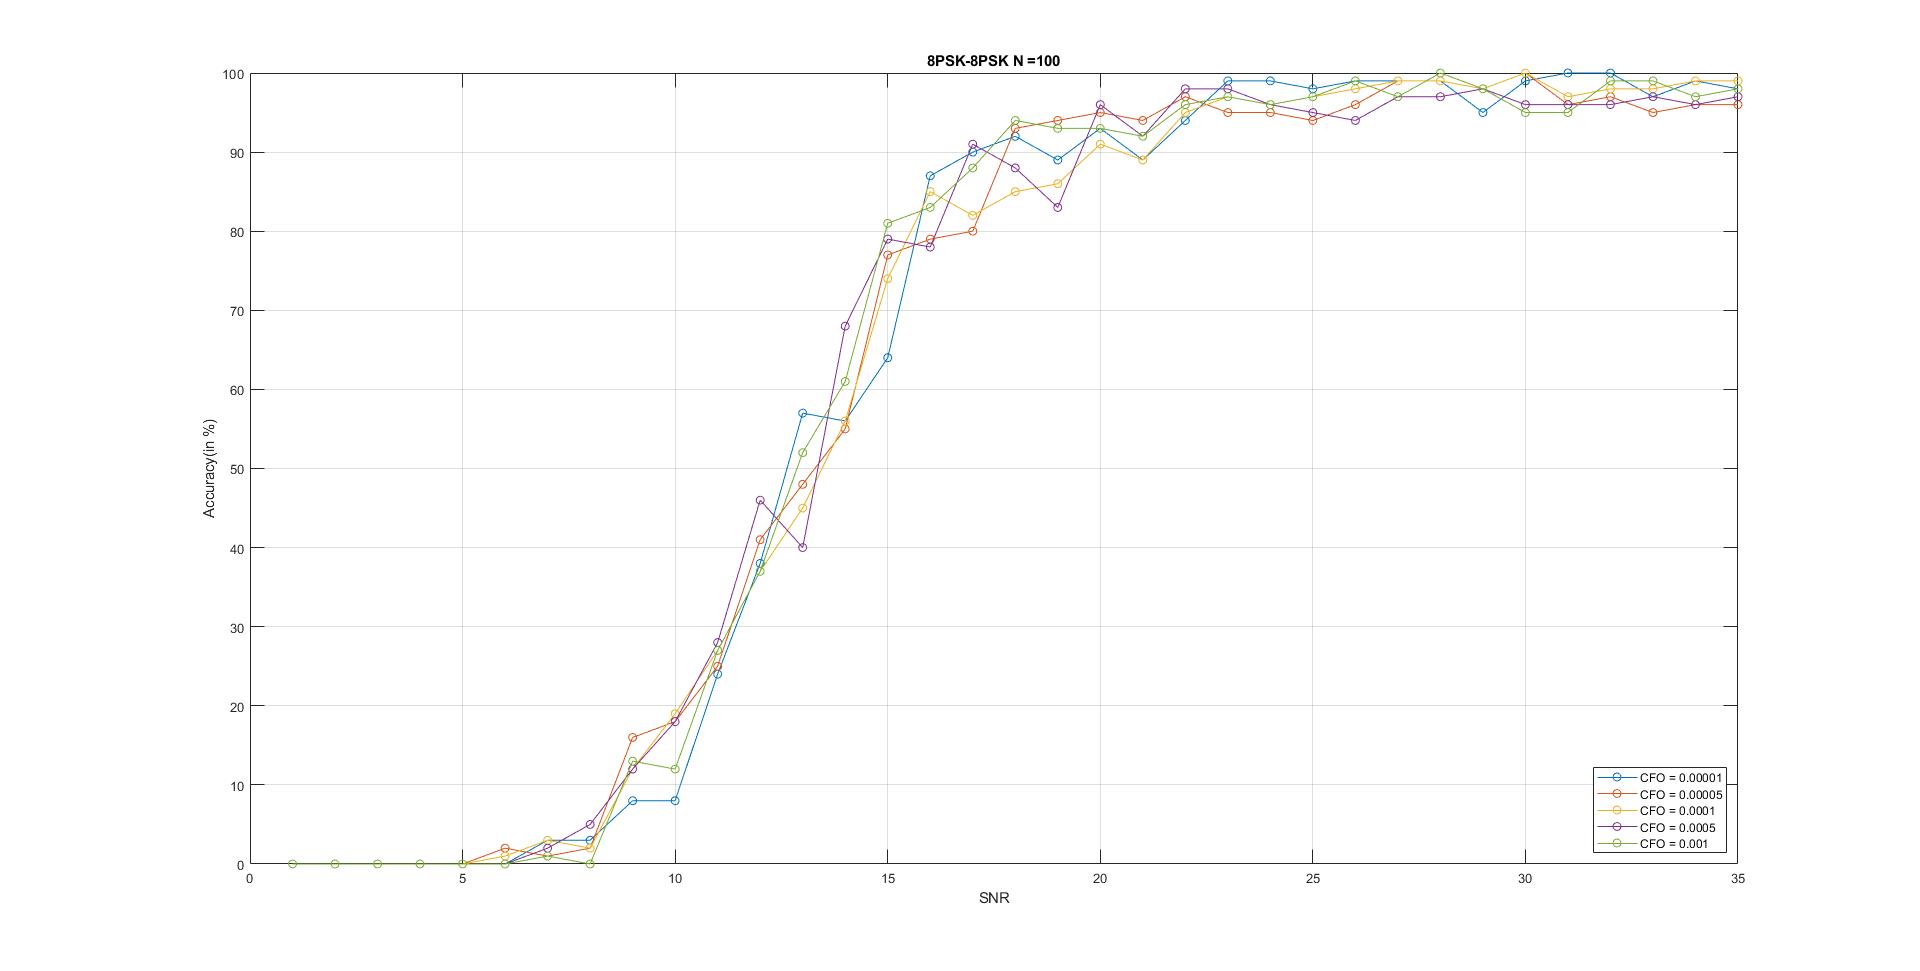 8PSK-8PSK N =100
100
90
80
70
60
50
40
30
20
10
0
Accuracy(in %)
0 5 10 15 20 25 30 35
SNR
CFO = 0.00001
CFO = 0.00005
CFO = 0.0001
CFO = 0.0005
CFO = 0.001